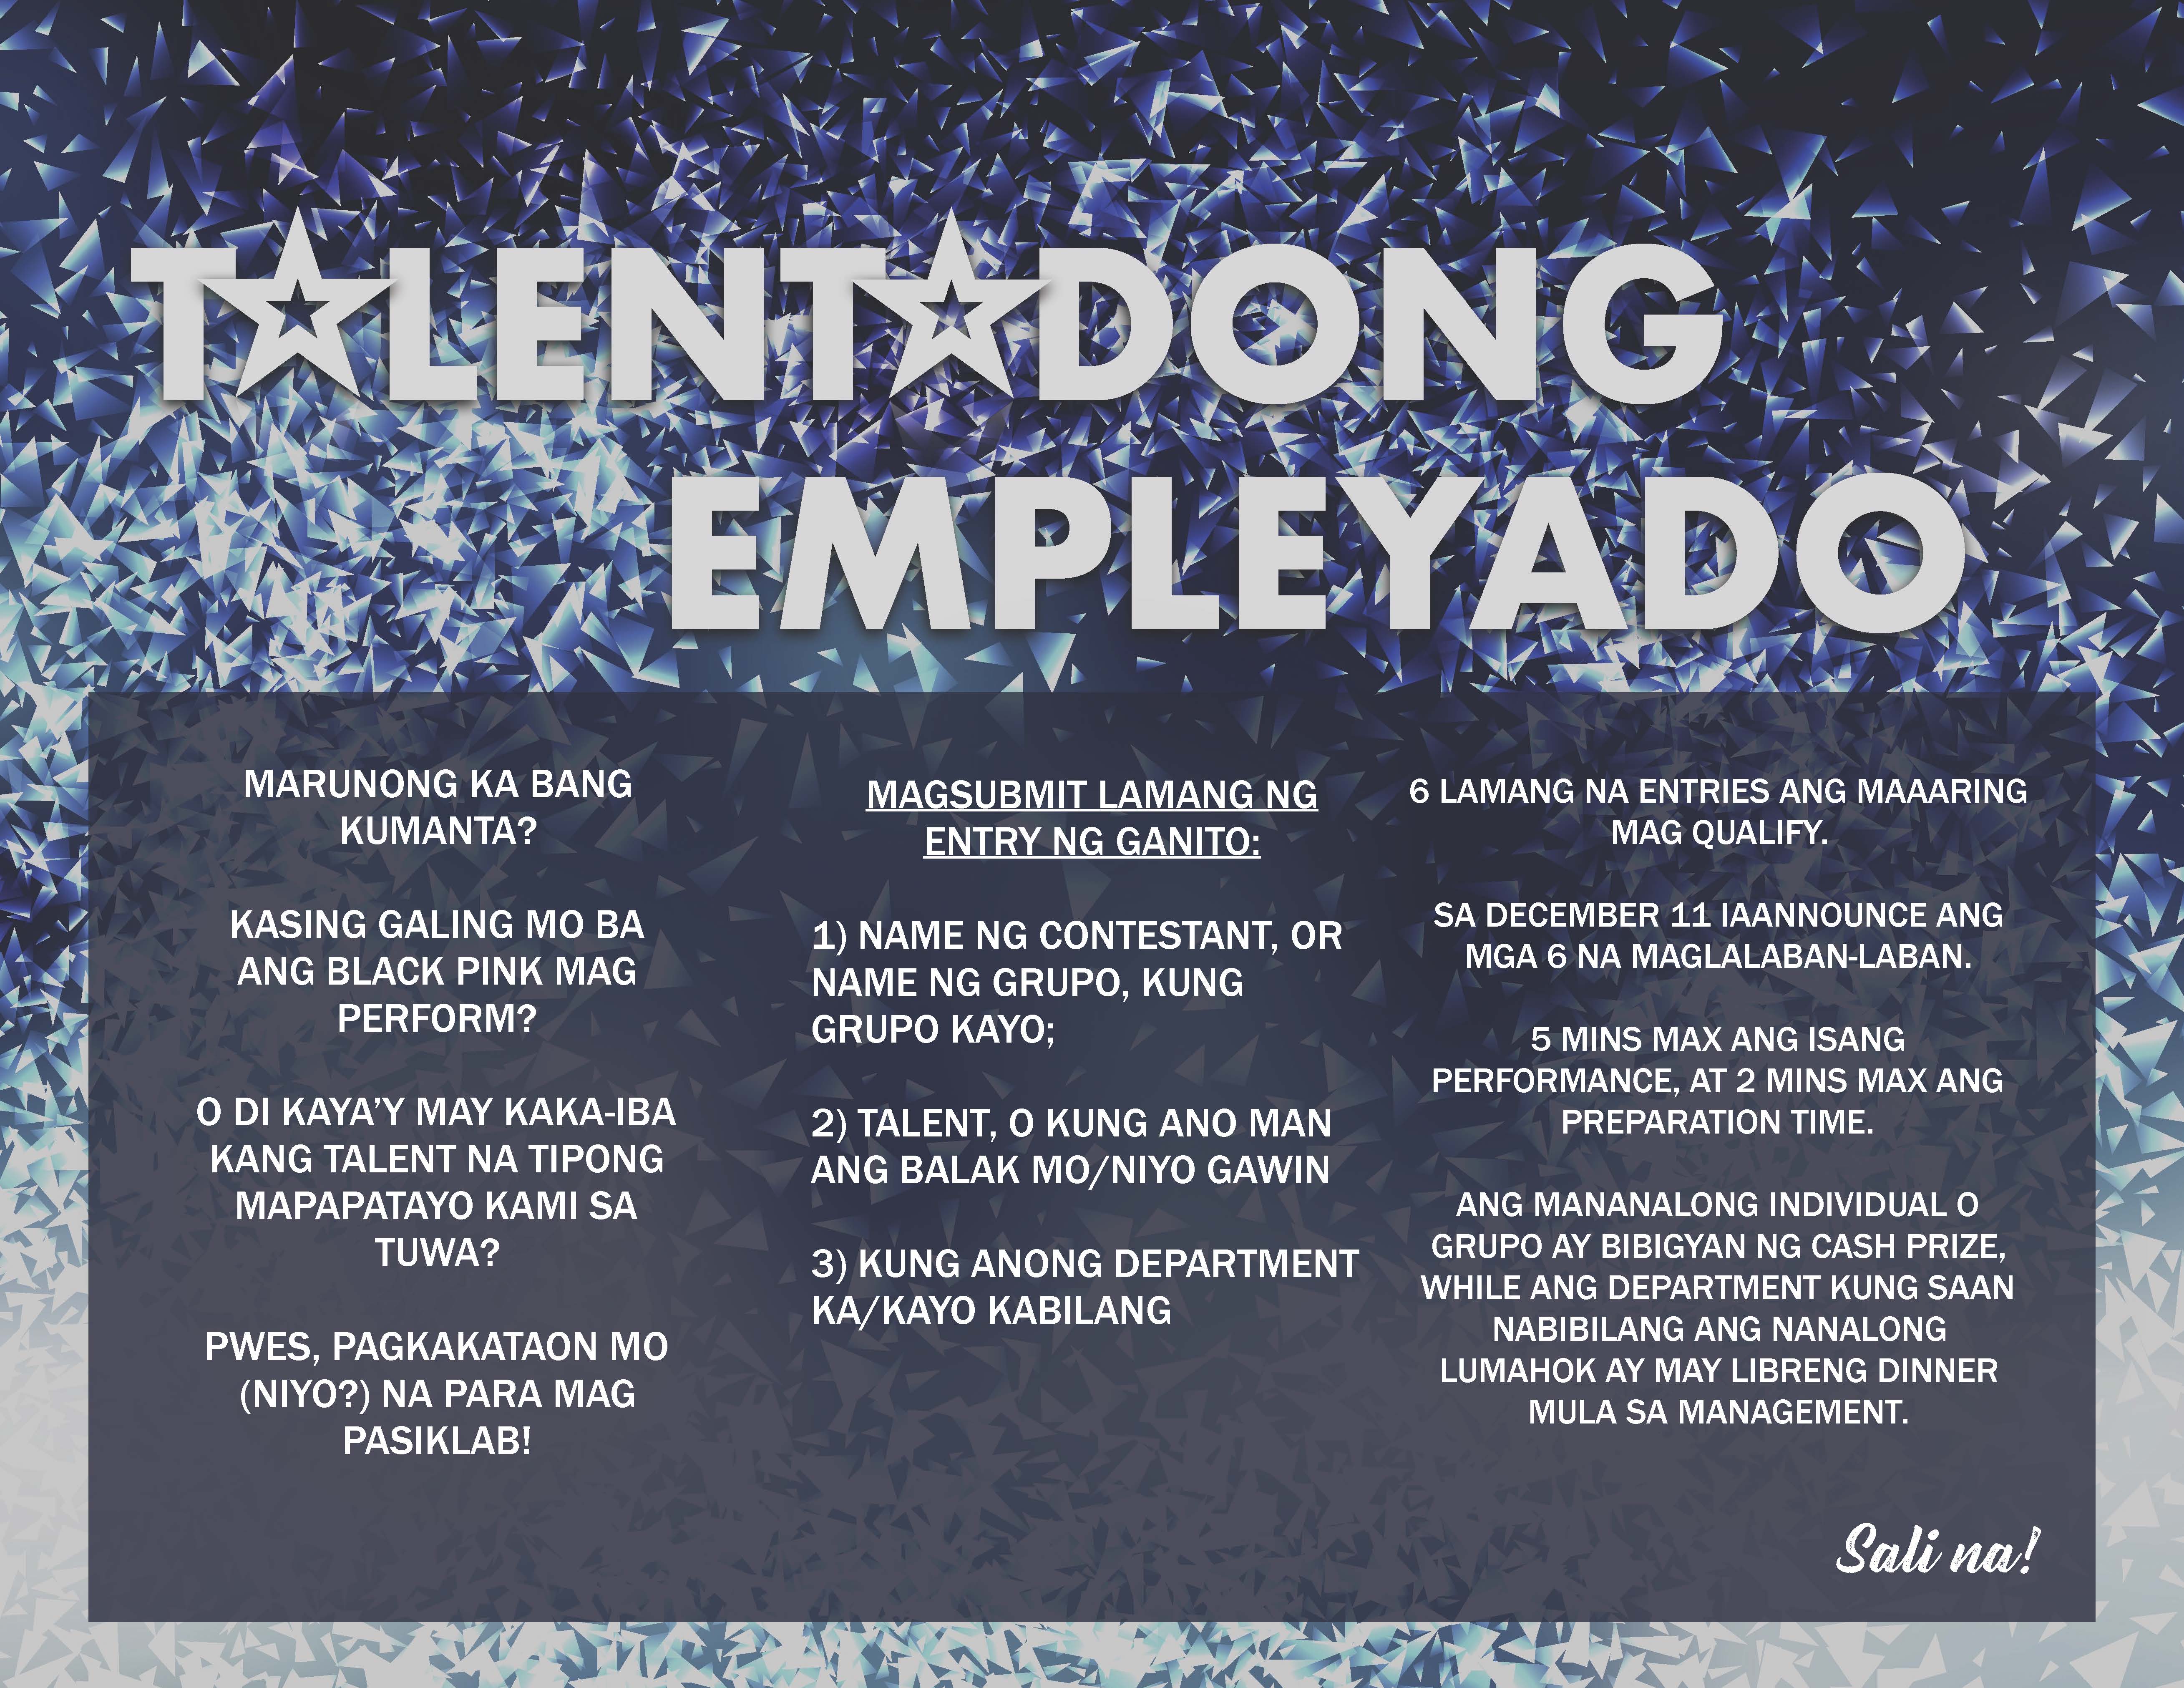 TALENTADONG
EMPLEYADO
MARUNONG KA BANG
KUMANTA?
KASING GALING MO BA
ANG BLACK PINK MAG
PERFORM?
O DI KAYA’Y MAY KAKA-IBA
KANG TALENT NA TIPONG
MAPAPATAYO KAMI SA
TUWA?
PWES, PAGKAKATAON MO
(NIYO?) NA PARA MAG
PASIKLAB!
MAGSUBMIT LAMANG NG
ENTRY NG GANITO:
1) NAME NG CONTESTANT, OR
NAME NG GRUPO, KUNG
GRUPO KAYO;
2) TALENT, O KUNG ANO MAN
ANG BALAK MO/NIYO GAWIN
3) KUNG ANONG DEPARTMENT
KA/KAYO KABILANG
6 LAMANG NA ENTRIES ANG MAAARING
MAG QUALIFY.
SA DECEMBER 11 IAANNOUNCE ANG
MGA 6 NA MAGLALABAN-LABAN.
5 MINS MAX ANG ISANG
PERFORMANCE, AT 2 MINS MAX ANG
PREPARATION TIME.
ANG MANANALONG INDIVIDUAL O
GRUPO AY BIBIGYAN NG CASH PRIZE,
WHILE ANG DEPARTMENT KUNG SAAN
NABIBILANG ANG NANALONG
LUMAHOK AY MAY LIBRENG DINNER
MULA SA MANAGEMENT.
Sali na!